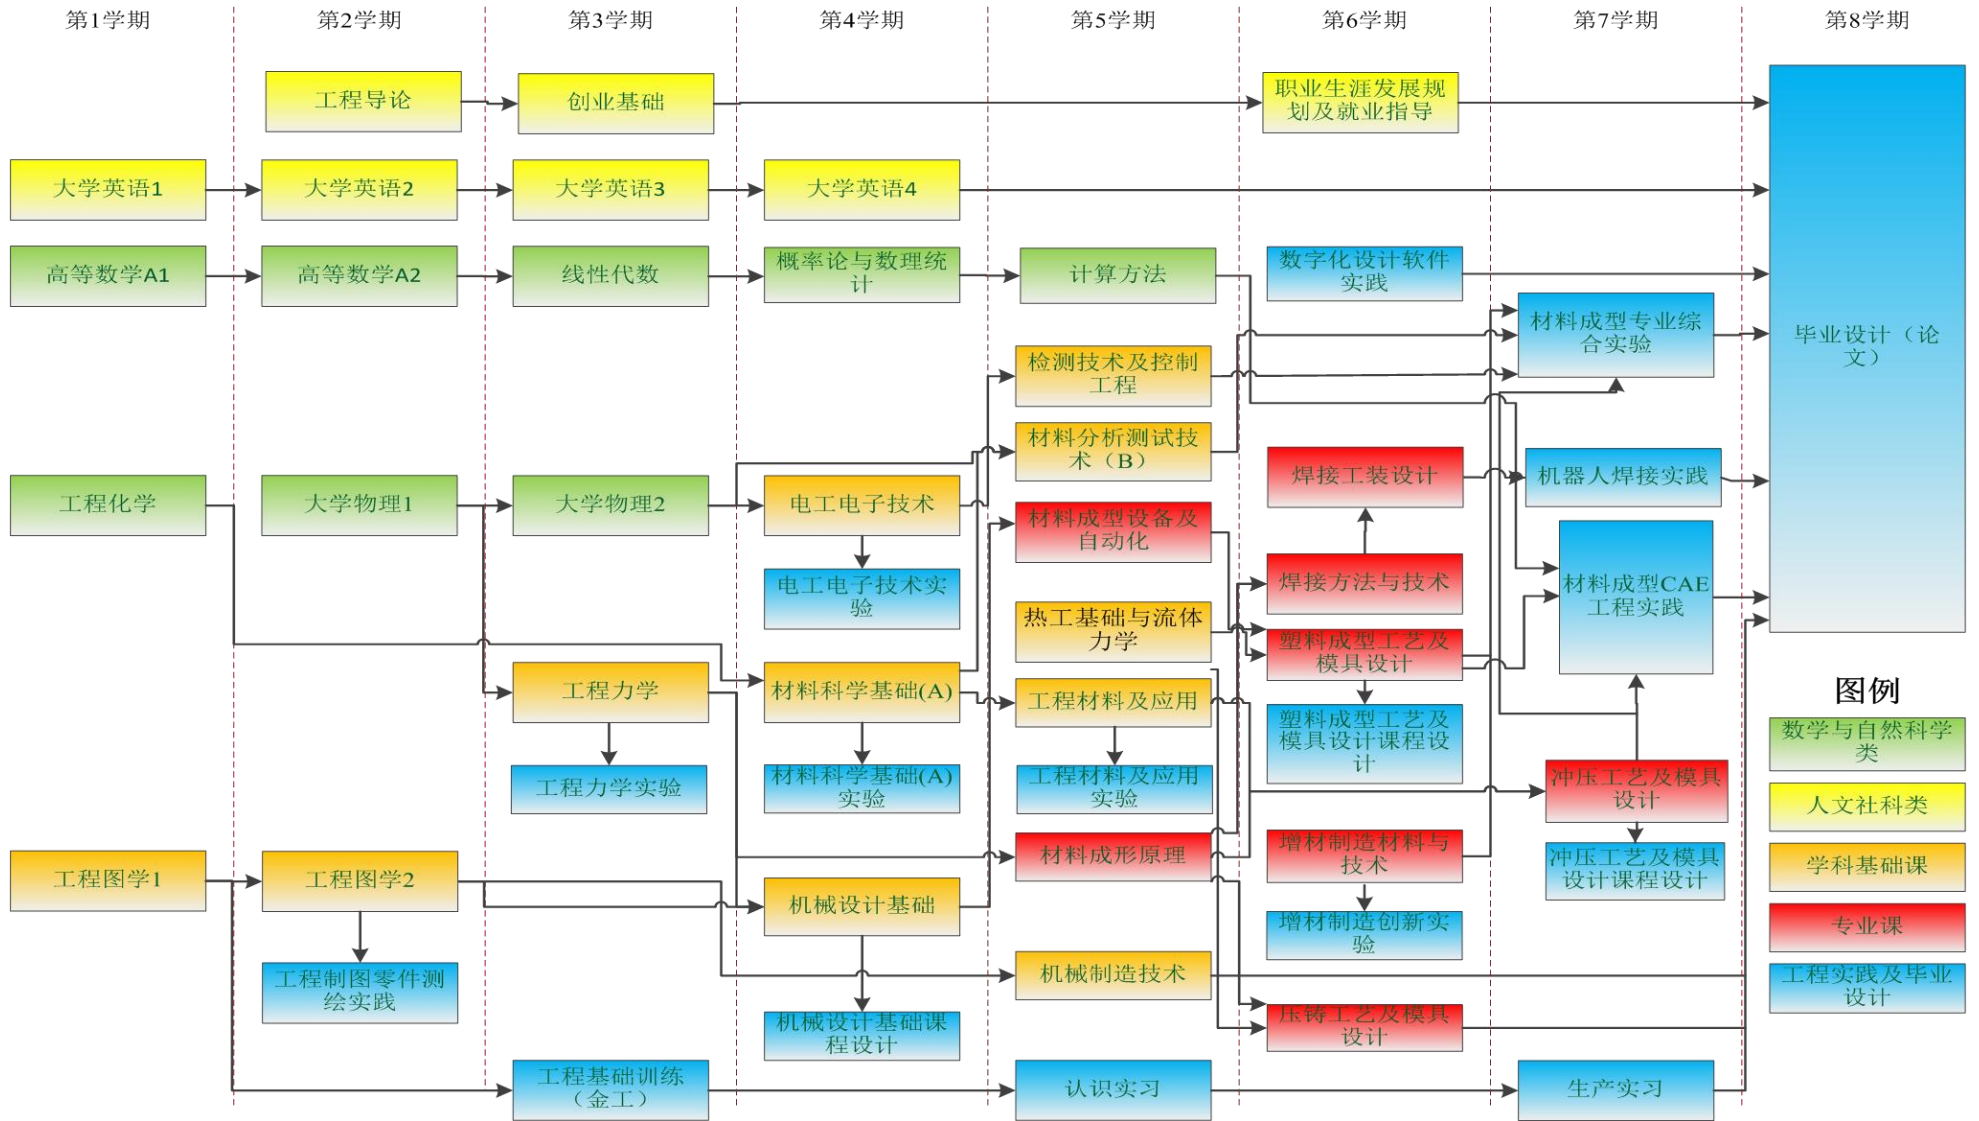 第1学期
第2学期
第3学期
第4学期
第5学期
第6学期
第7学期
第8学期
工程导论
创业基础
职业生涯发展规
划及就业指导
大学英语1
大学英语2
大学英语3
大学英语4
高等数学A1
高等数学A2
线性代数
概率论与数理统
计
计算方法
数字化设计软件
实践
材料成型专业综
合实验
毕业设计（论
文）
检测技术及控制
工程
材料分析测试技
术（B）
工程化学
大学物理1
大学物理2
电工电子技术
焊接工装设计
机器人焊接实践
材料成型设备及
自动化
电工电子技术实
验
焊接方法与技术
材料成型CAE
工程实践
热工基础与流体
力学
塑料成型工艺及
模具设计
工程力学
材料科学基础(A)
工程材料及应用
塑料成型工艺及
模具设计课程设
计
工程力学实验
材料科学基础(A)
实验
工程材料及应用
实验
冲压工艺及模具
设计
材料成形原理
增材制造材料与
技术
冲压工艺及模具
设计课程设计
工程图学1
工程图学2
机械设计基础
增材制造创新实
验
工程制图零件测
绘实践
机械制造技术
机械设计基础课
程设计
压铸工艺及模具
设计
工程基础训练
（金工）
认识实习
生产实习
图例
数学与自然科学
类
人文社科类
学科基础课
专业课
工程实践及毕业
设计